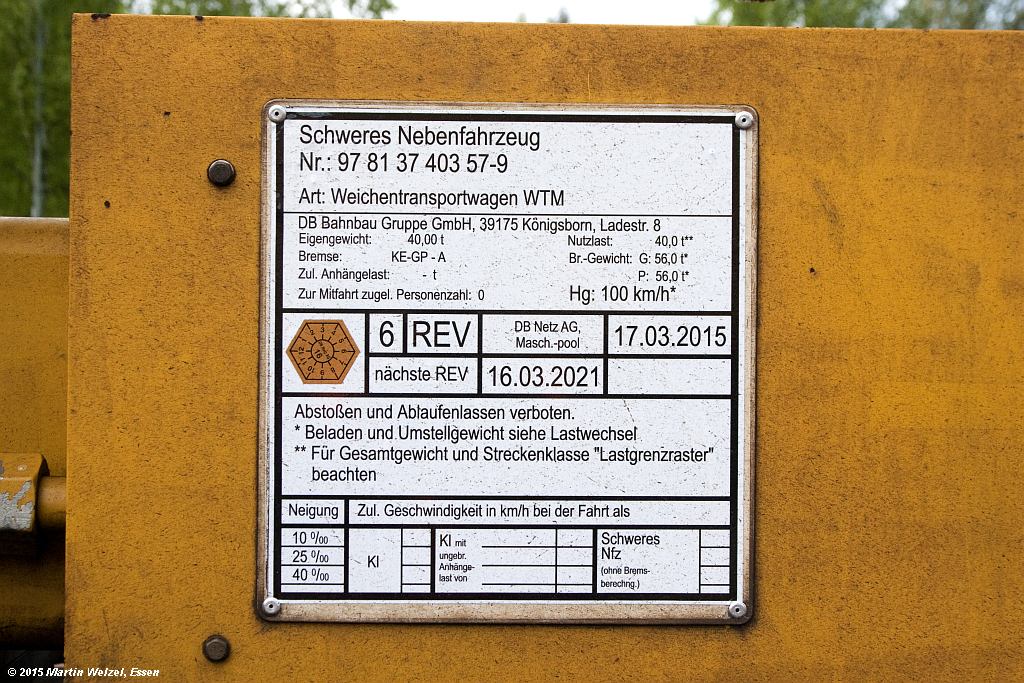 Schweres Nebenfahrzeug
Nr.: 97 81 37 403 57-9
Art: Weichentransportwagen WTM
DB Bahnbau Gruppe GmbH, 39175 Königsborn, Ladestr. 8
Eigengewicht: 40,00 t Nutzlast: 40,0 t**
Bremse: KE-GP - A Br.-Gewicht: G: 56,0 t*
Zul. Anhängelast: - t P: 56,0 t*
Zur Mitfahrt zugel. Personenzahl: 0 Hg: 100 km/h*
6 REV DB Netz AG, Masch.-pool 17.03.2015
nächste REV 16.03.2021
Abstoßen und Ablaufenlassen verboten.
* Beladen und Umstellgewicht siehe Lastwechsel
** Für Gesamtgewicht und Streckenklasse "Lastgrenzraster"
beachten
Neigung Zul. Geschwindigkeit in km/h bei der Fahrt als
10 %00
25 %00
40 %00
Kl
Kl mit
ungebr.
Anhänge-
last von
Schweres
Nfz
(ohne Brems-
berechng.)
© 2015 Martin Welzel, Essen